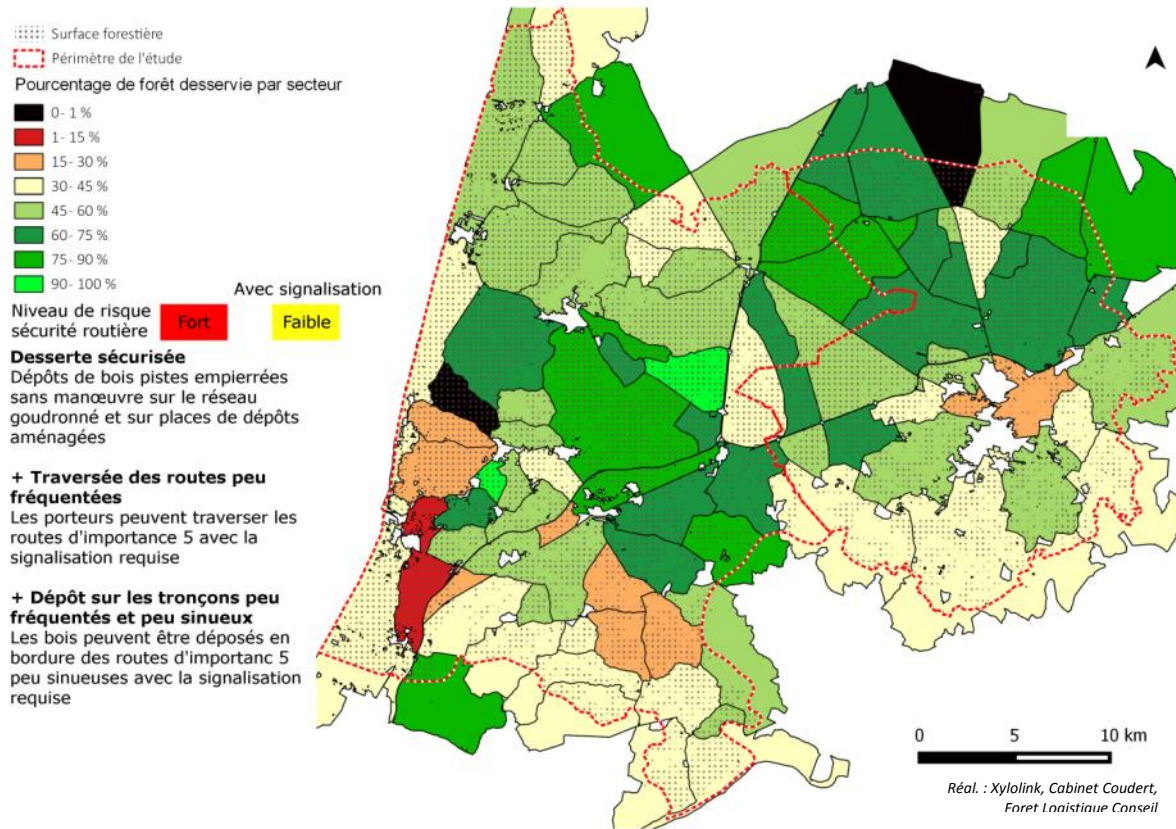 Surface forestière
Périmètre de l'étude
Pourcentage de forêt desservie par secteur
0- 1 %
1- 15 %
15- 30 %
30- 45 %
45- 60 %
60- 75 %
75- 90 %
90- 100 %
Avec signalisation
Niveau de risque
sécurité routière
Fort
Faible
Desserte sécurisée
Dépôts de bois pistes empierrées
sans manœuvre sur le réseau
goudronné et sur places de dépôts
aménagées
+ Traversée des routes peu
fréquentées
Les porteurs peuvent traverser les
routes d'importance 5 avec la
signalisation requise
+ Dépôt sur les tronçons peu
fréquentés et peu sinueux
Les bois peuvent être déposés en
bordure des routes d'importanc 5
peu sinueuses avec la signalisation
requise
0 5 10 km
Réal. : Xylolink, Cabinet Coudert,
Foret Logistique Conseil